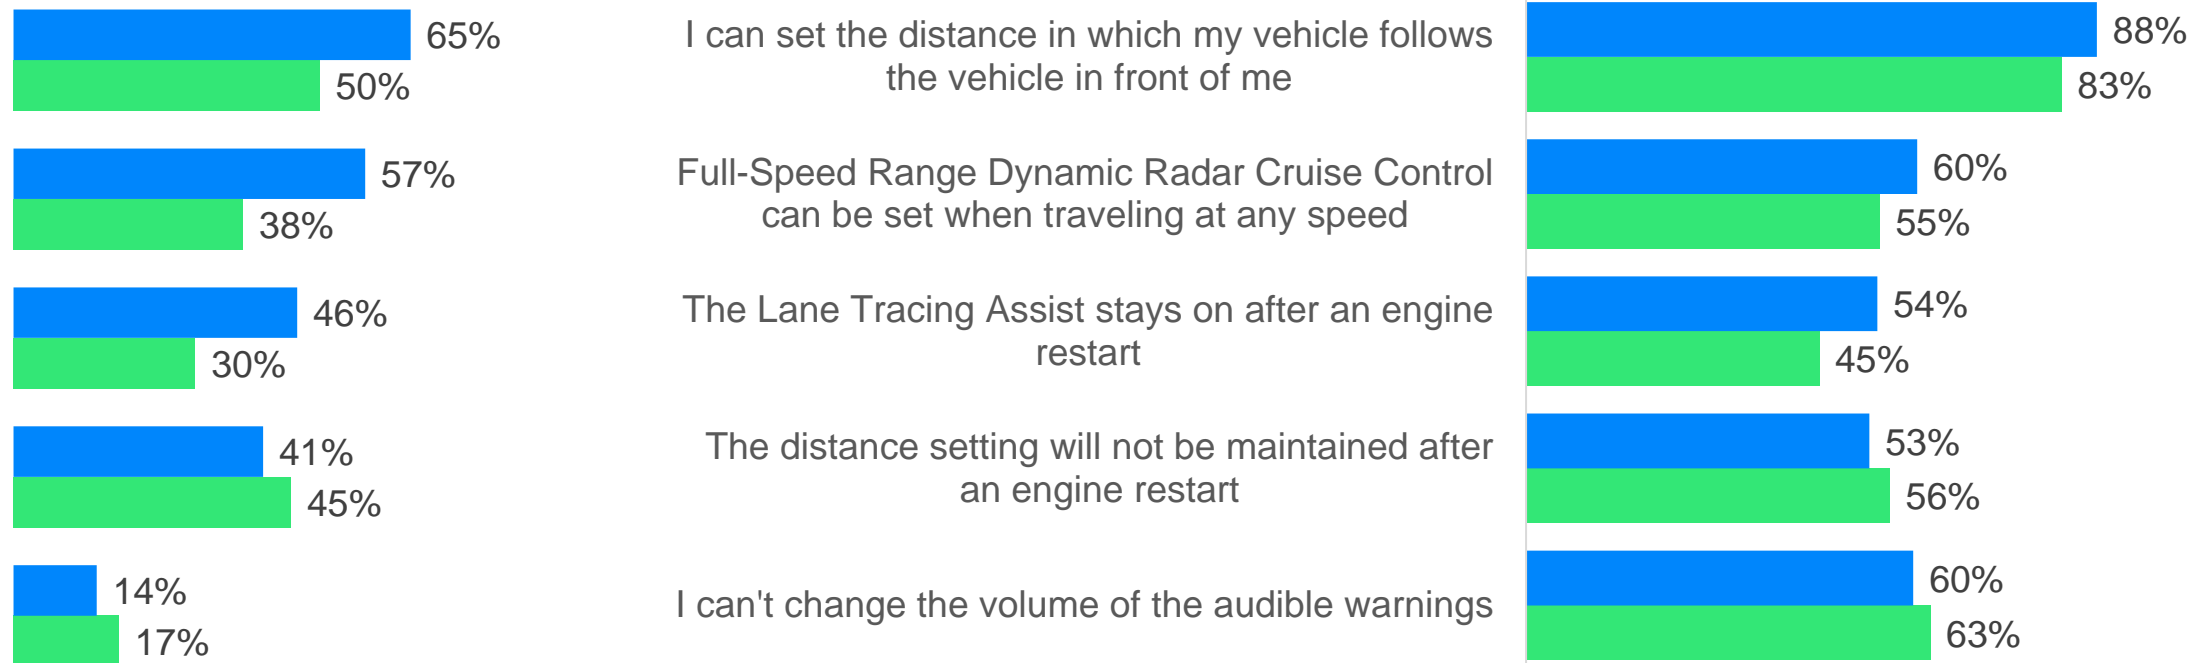 65%
50%
I can set the distance in which my vehicle follows
the vehicle in front of me
88%
83%
57%
38%
Full-Speed Range Dynamic Radar Cruise Control
can be set when traveling at any speed
60%
55%
46%
30%
The Lane Tracing Assist stays on after an engine
restart
54%
45%
41%
45%
The distance setting will not be maintained after
an engine restart
53%
56%
14%
17%
I can't change the volume of the audible warnings
60%
63%